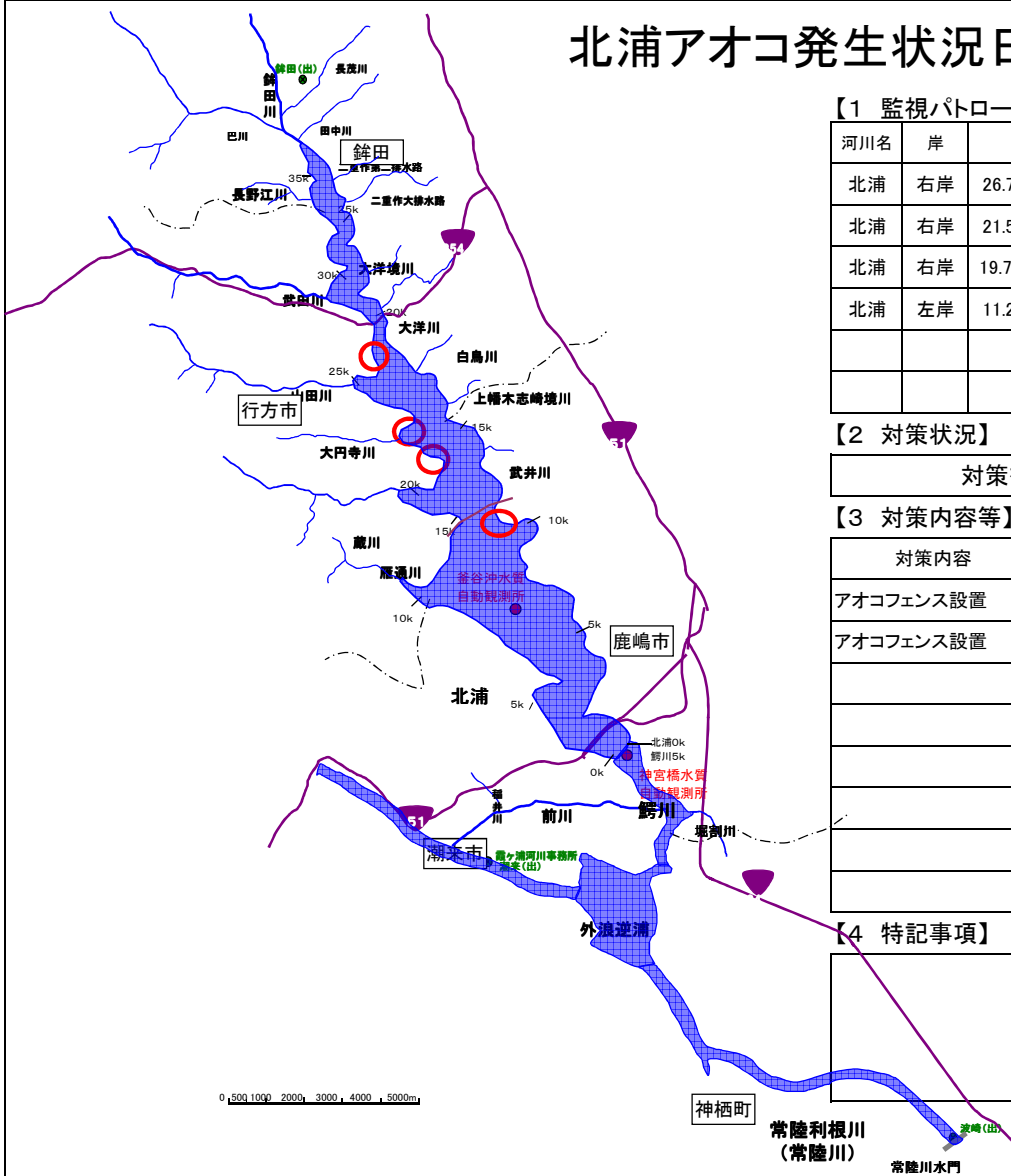 北浦アオコ発生状況日
【1 監視パトロー
河川名 岸
北浦 右岸 26.7
北浦 右岸 21.5
北浦 右岸 19.7
北浦 左岸 11.2
【2 対策状況】
【3 対策内容等】
対策内容
アオコフェンス設置
アオコフェンス設置
【4 特記事項】
鉾田(出)
長茂川
鉾田川
巴川
田中川
鉾田
35k
長野江川
二重作大排水路
5k
大洋境川
30k
武田川
20k
大洋川
白鳥川
25k
山田川
上幡木志崎境川
行方市
15k
大円寺川
武井川
20k
15k
10k
蔵川
雁通川
釜谷沖水質
自動観測所
10k
5k
鹿嶋市
北浦
5k
北浦0k
鰐川5k
0k
神宮橋水質
自動観測所
前川
鰐川
堀割川
51
51
潮来市
霞ヶ浦河川事務所
潮来(出)
外浪逆浦
0 500 1000 2000 3000 4000 5000m
神栖町
常陸利根川
(常陸川)
波崎(出)
常陸川水門